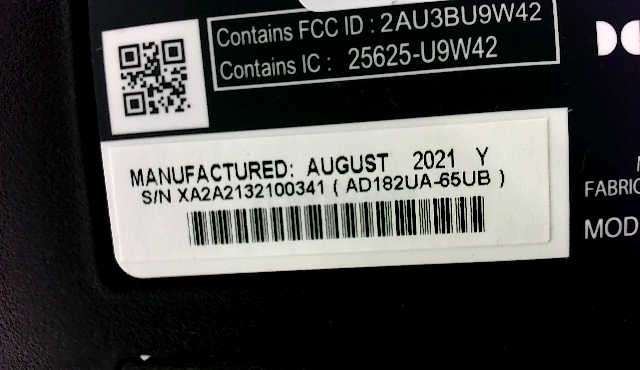 Contains FCC ID : 2AU3BU9W42
Contains IC : 25625-U9W42
MANUFACTURED: AUGUST 2021 Y
S/N XA2A2132100341 ( AD182UA-65UB )
FABRIC
MOD